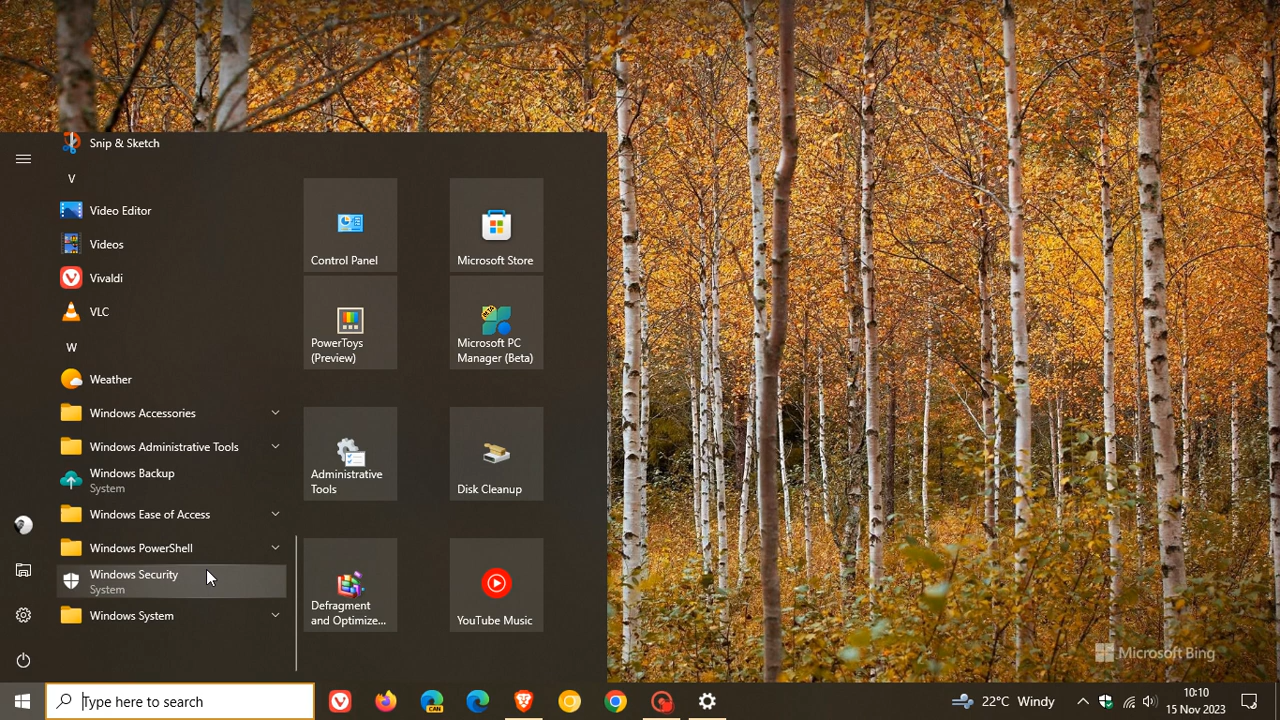 Snip & Sketch
V
Video Editor
Videos
Vivaldi
VLC
W
Weather
Windows Accessories
Windows Administrative Tools
Windows Backup
System
Windows Ease of Access
Windows PowerShell
Windows Security
System
Windows System
Control Panel
Microsoft Store
PowerToys
(Preview)
Microsoft PC
Manager (Beta)
Administrative
Tools
Disk Cleanup
Defragment
and Optimize...
YouTube Music
Microsoft Bing
Type here to search
CAN
22°C Windy
10:10
15 Nov 2023